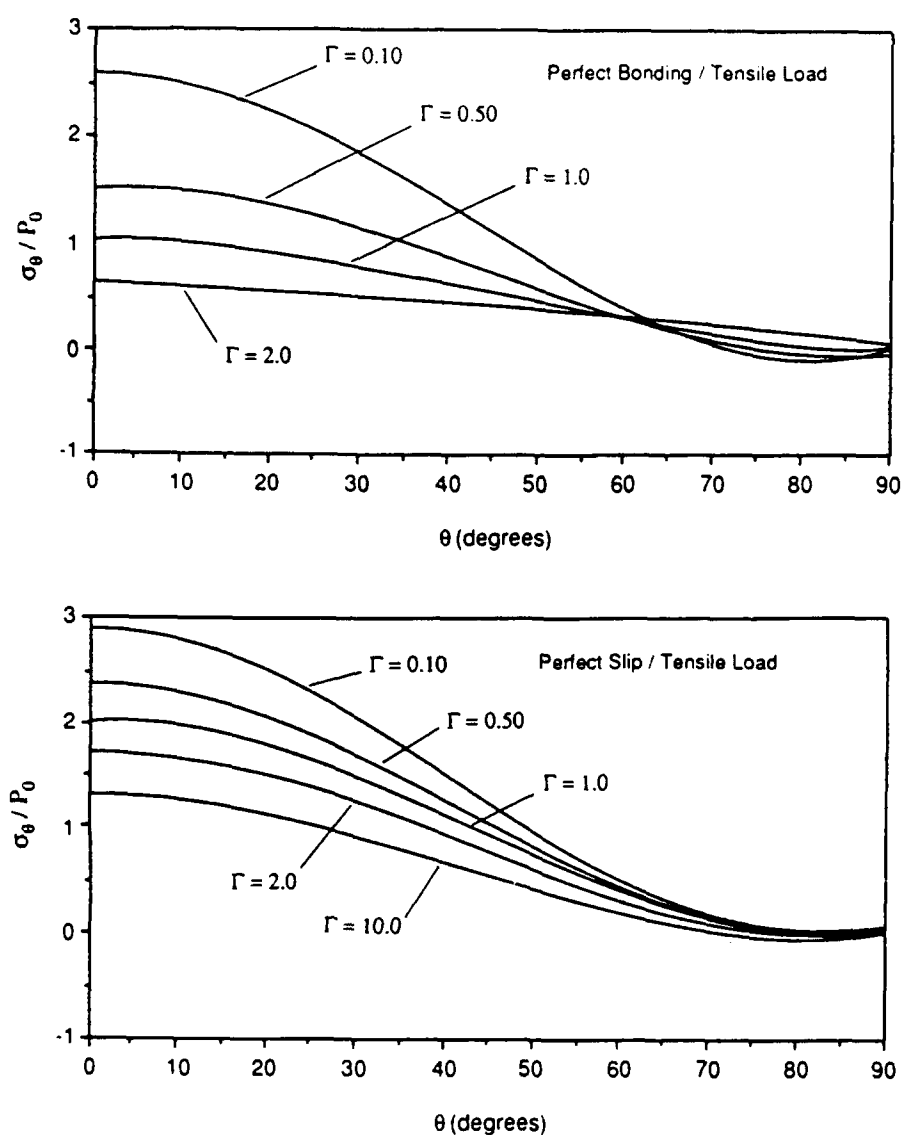 3
2
1
0
-1
σθ / P0
Γ = 0.10
Perfect Bonding / Tensile Load
Γ = 0.50
Γ = 1.0
Γ = 2.0
0 10 20 30 40 50 60 70 80 90
θ (degrees)
3
2
1
0
-1
σθ / P0
Γ = 0.10
Perfect Slip / Tensile Load
Γ = 0.50
Γ = 1.0
Γ = 2.0
Γ = 10.0
0 10 20 30 40 50 60 70 80 90
θ (degrees)